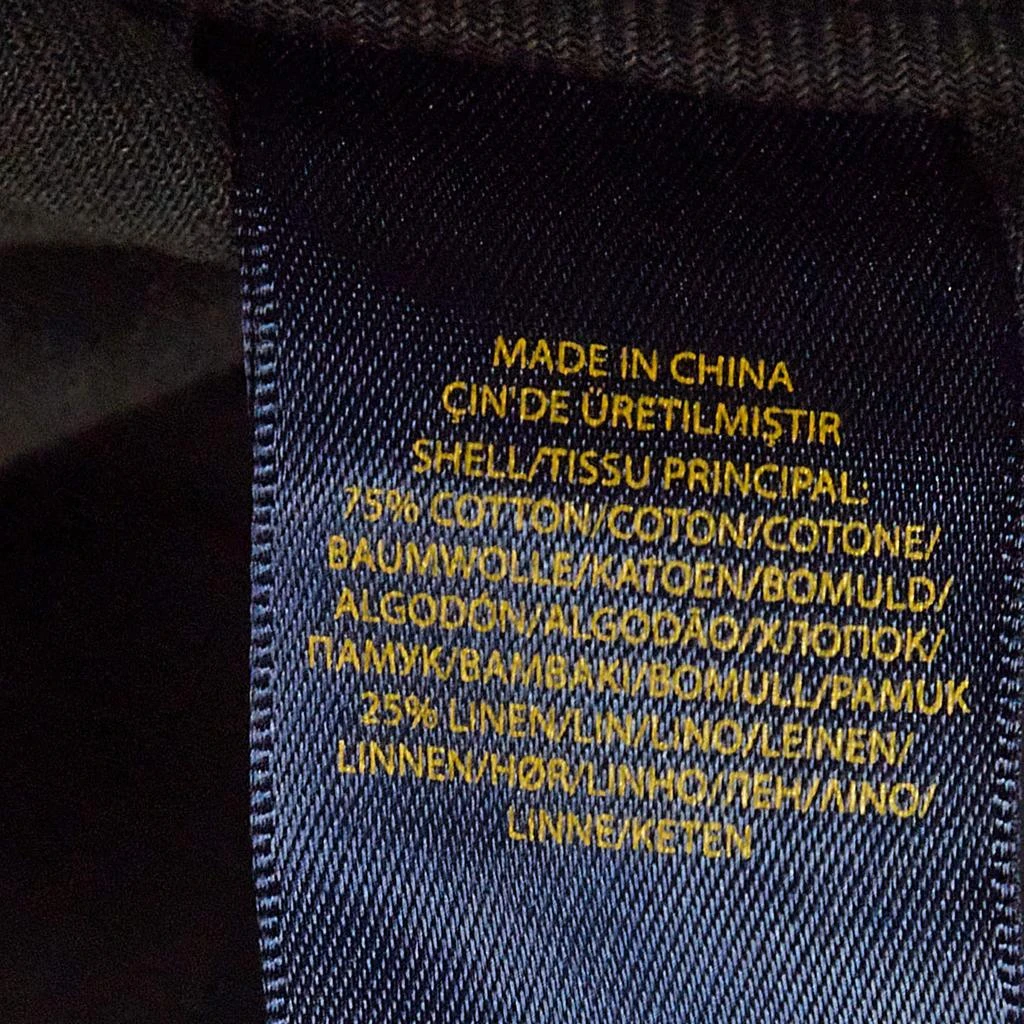 MADE IN CHINA
ÇIN'DE ÜRETILMIŞTIR
SHELL/TISSU PRINCIPAL:
75% COTTON/COTON/COTONE/
BAUMWOLLE/KATOEN/BOMULD/
ALGODÓN/ALGODÃO/ХЛОПОК/
ПАМУК/ΒΑΜΒΑΚΙ/BOMULL/PAMUK
25% LINEN/LIN/LINO/LEINEN/
LINNEN/HØR/LINHO/ЛЕН/ΛΙΝΟ/
LINNE/KETEN